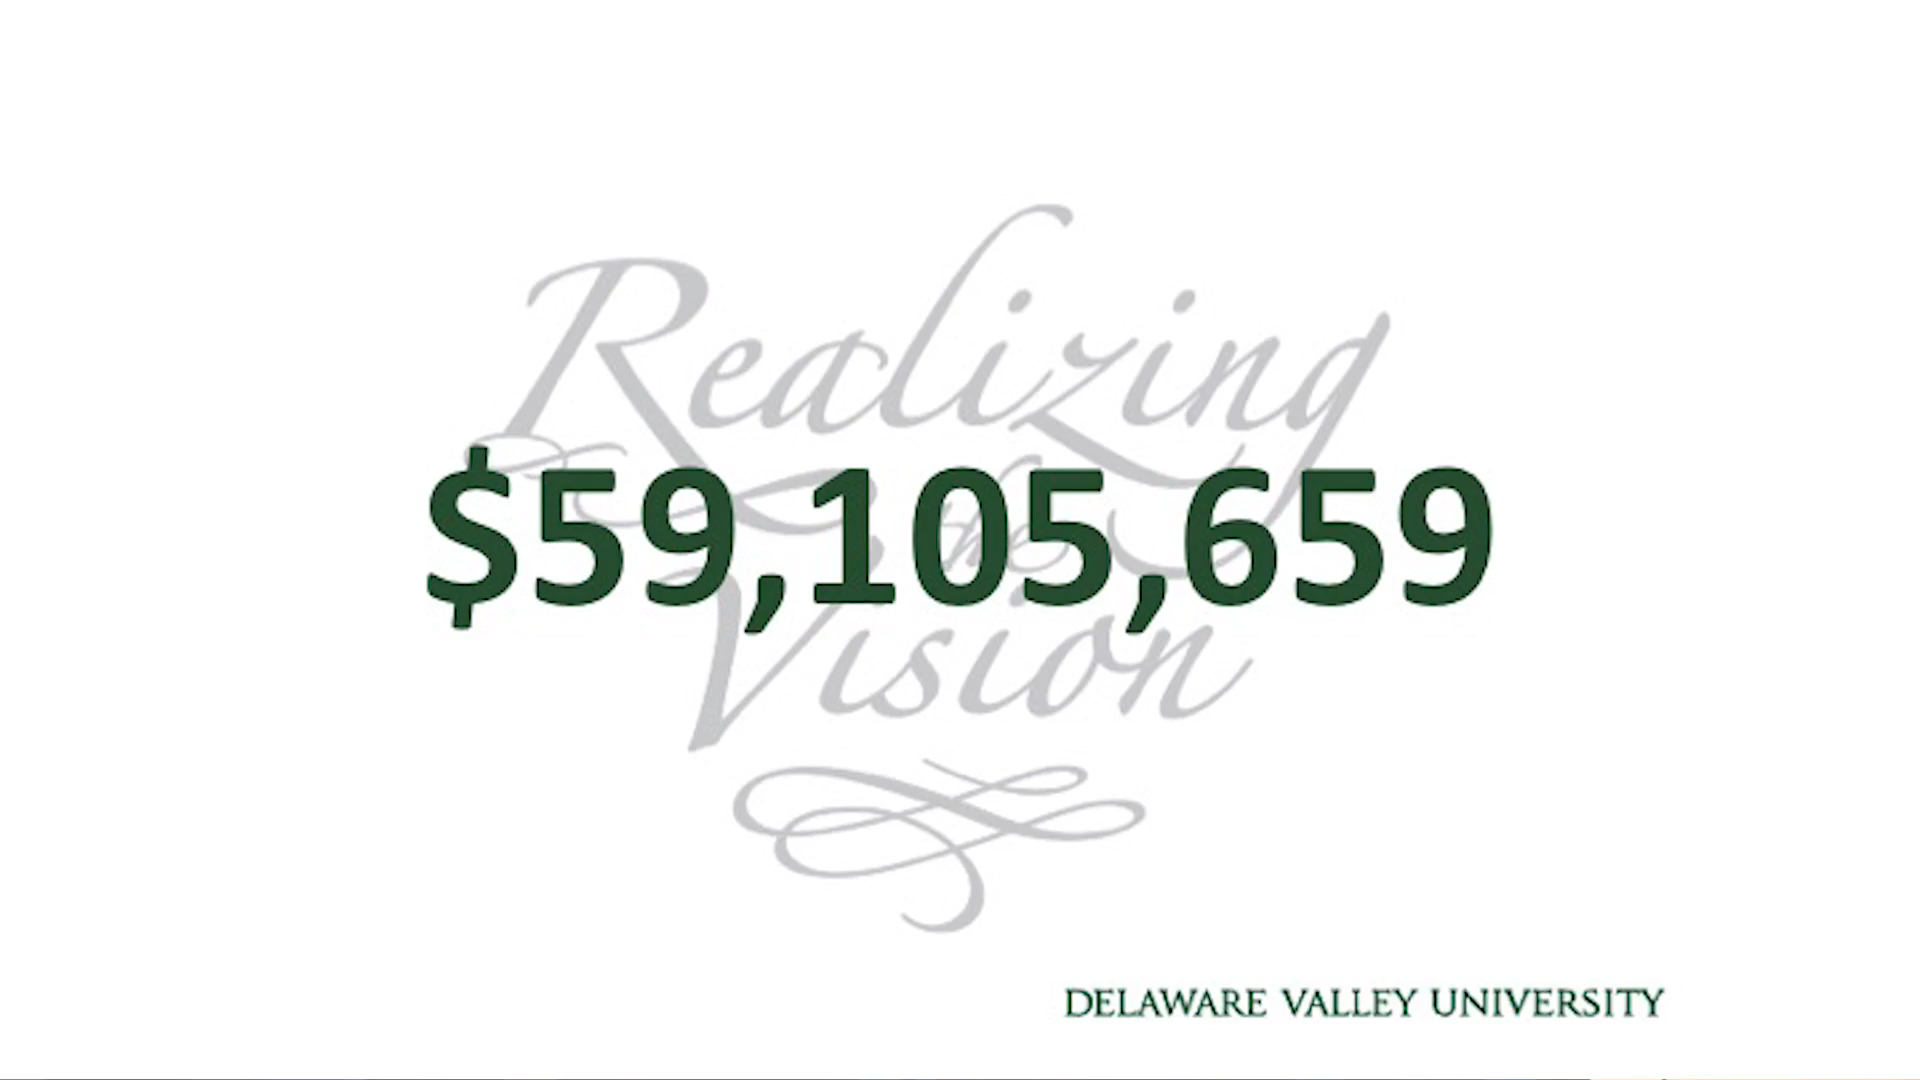 Realizing
the
$59,105,659
Vision
DELAWARE VALLEY UNIVERSITY